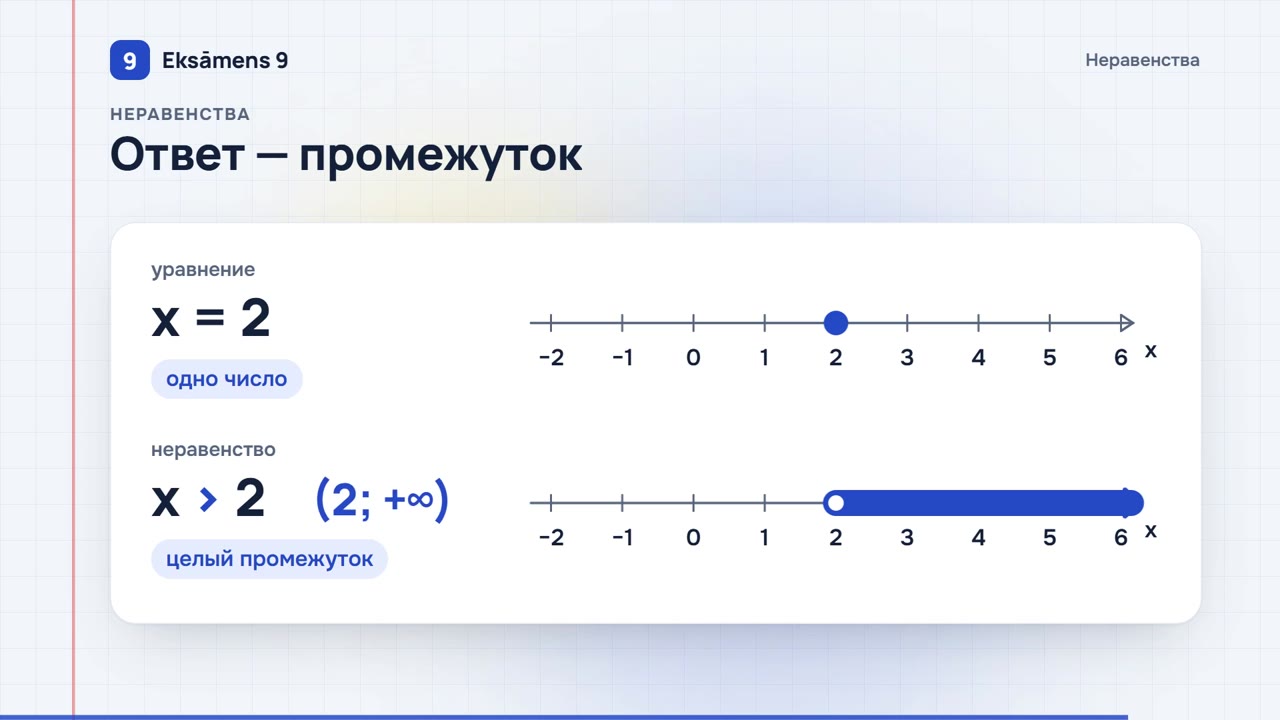 9 Eksāmens 9
Неравенства
НЕРАВЕНСТВА
Ответ — промежуток
уравнение
x = 2
одно число
−2 −1 0 1 2 3 4 5 6 x
неравенство
x > 2 (2; +∞)
целый промежуток
−2 −1 0 1 2 3 4 5 6 x